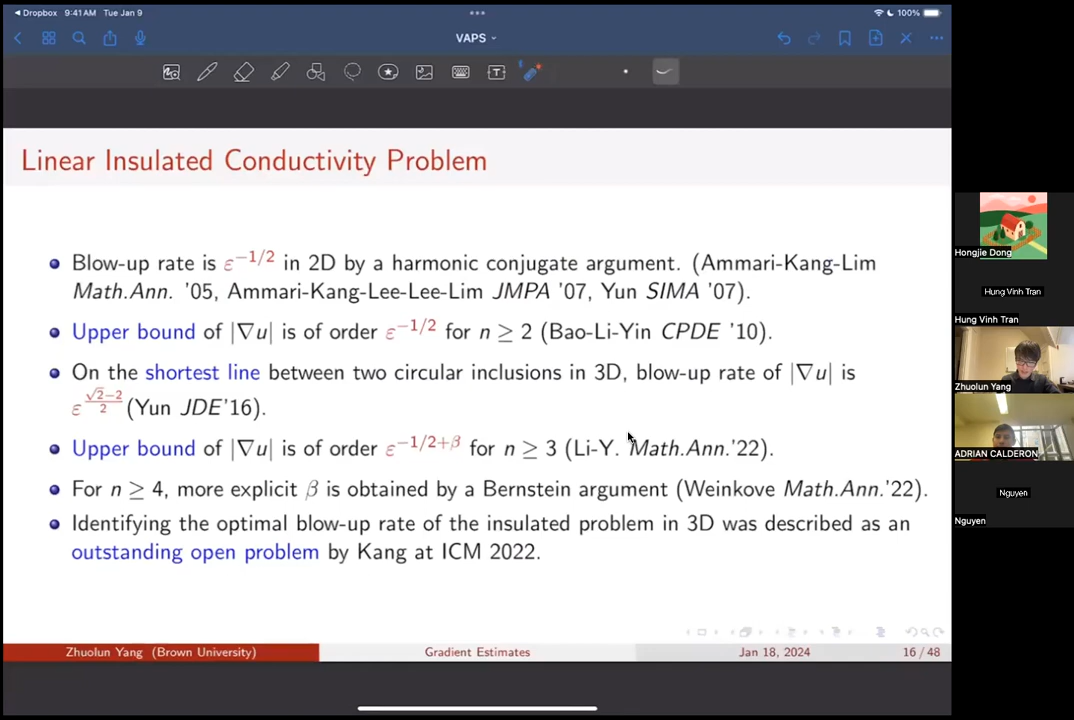 Dropbox 9:41 AM Tue Jan 9
100%
VAPS
Linear Insulated Conductivity Problem
Blow-up rate is ε^{−1/2} in 2D by a harmonic conjugate argument. (Ammari-Kang-Lim
Math.Ann. '05, Ammari-Kang-Lee-Lee-Lim JMPA '07, Yun SIMA '07).
Upper bound of |∇u| is of order ε^{−1/2} for n ≥ 2 (Bao-Li-Yin CPDE '10).
On the shortest line between two circular inclusions in 3D, blow-up rate of |∇u| is
ε^{(√2−2)/2} (Yun JDE'16).
Upper bound of |∇u| is of order ε^{−1/2+β} for n ≥ 3 (Li-Y. Math.Ann.'22).
For n ≥ 4, more explicit β is obtained by a Bernstein argument (Weinkove Math.Ann.'22).
Identifying the optimal blow-up rate of the insulated problem in 3D was described as an
outstanding open problem by Kang at ICM 2022.
Zhuolun Yang (Brown University) Gradient Estimates Jan 18, 2024 16 / 48
Hongjie Dong
Hung Vinh Tran
Hung Vinh Tran
Zhuolun Yang
ADRIAN CALDERON
Nguyen
Nguyen